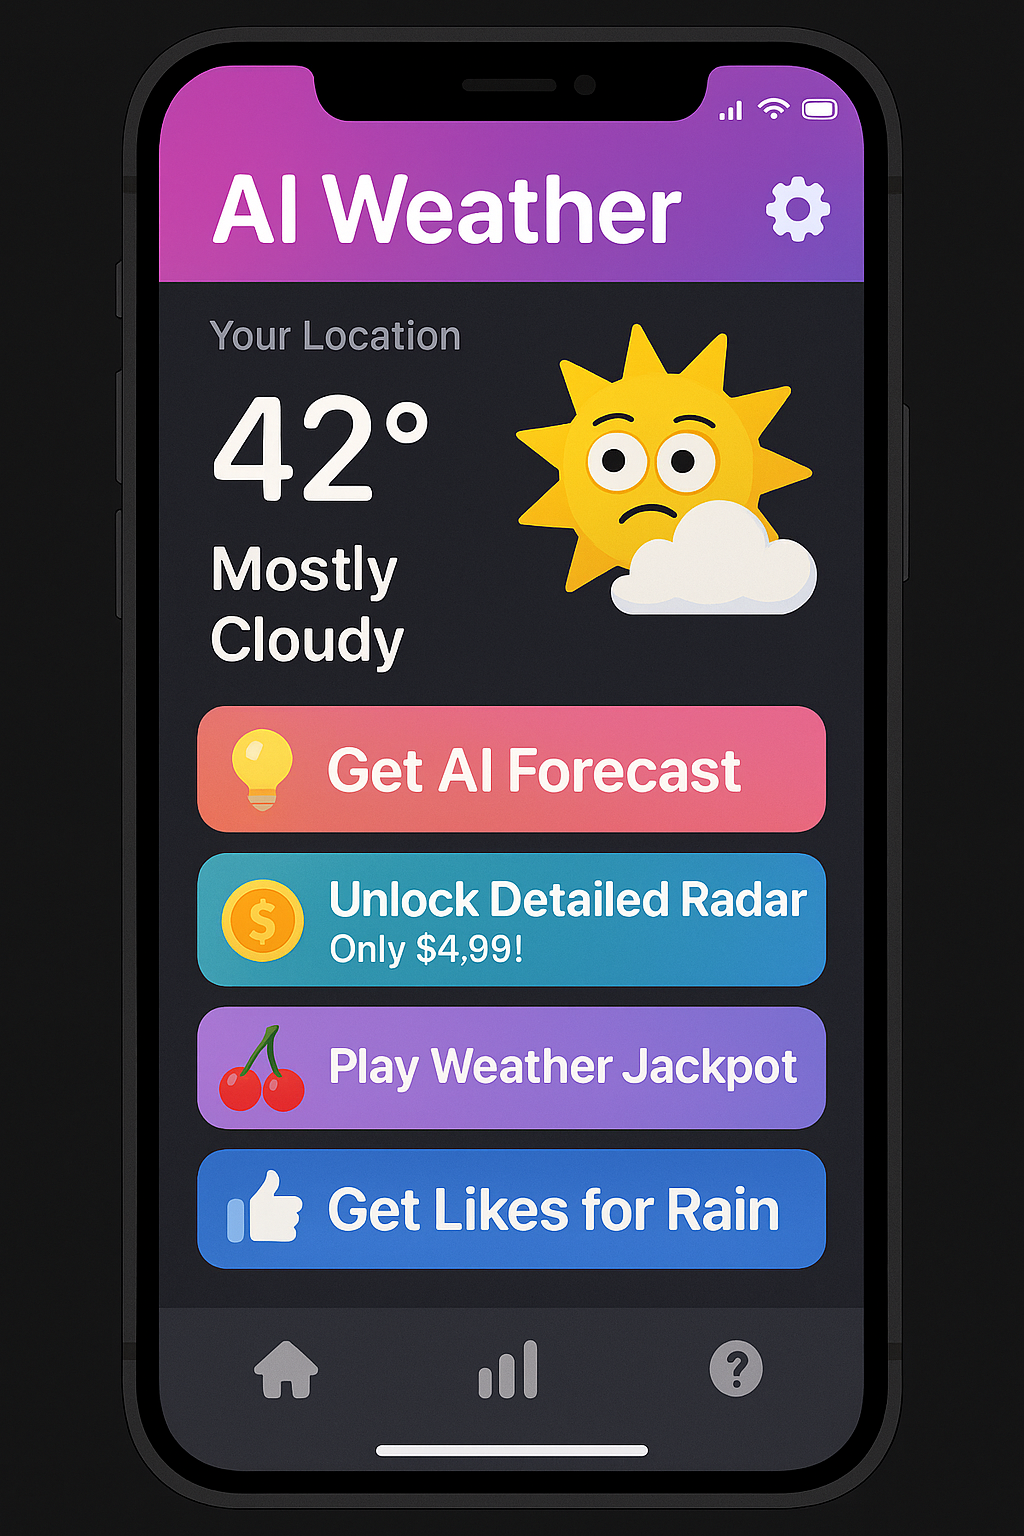 AI Weather
Your Location
42°
Mostly
Cloudy
Get AI Forecast
$
Unlock Detailed Radar
Only $4,99!
Play Weather Jackpot
Get Likes for Rain
?